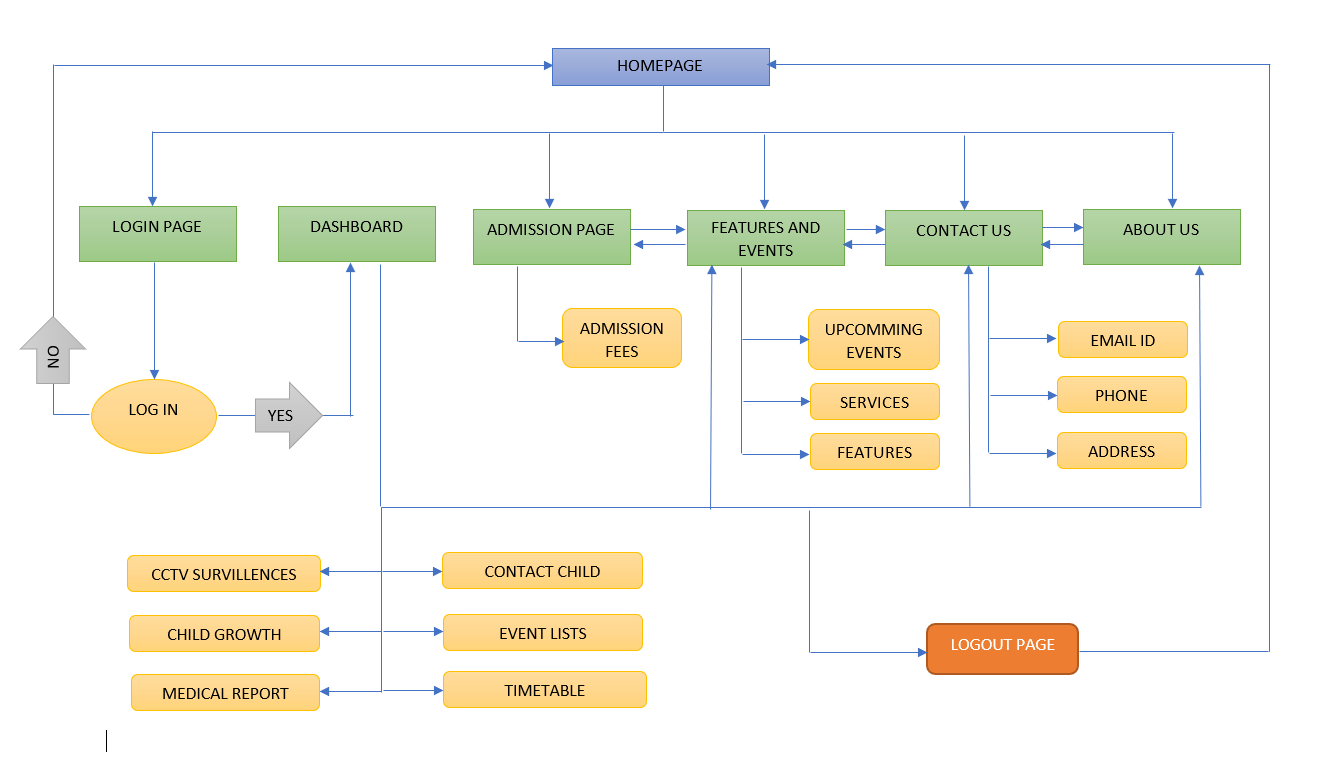 HOMEPAGE
LOGIN PAGE
DASHBOARD
ADMISSION PAGE
FEATURES AND
EVENTS
CONTACT US
ABOUT US
NO
LOG IN
YES
ADMISSION
FEES
UPCOMMING
EVENTS
SERVICES
FEATURES
EMAIL ID
PHONE
ADDRESS
CCTV SURVILLENCES
CONTACT CHILD
CHILD GROWTH
EVENT LISTS
MEDICAL REPORT
TIMETABLE
LOGOUT PAGE